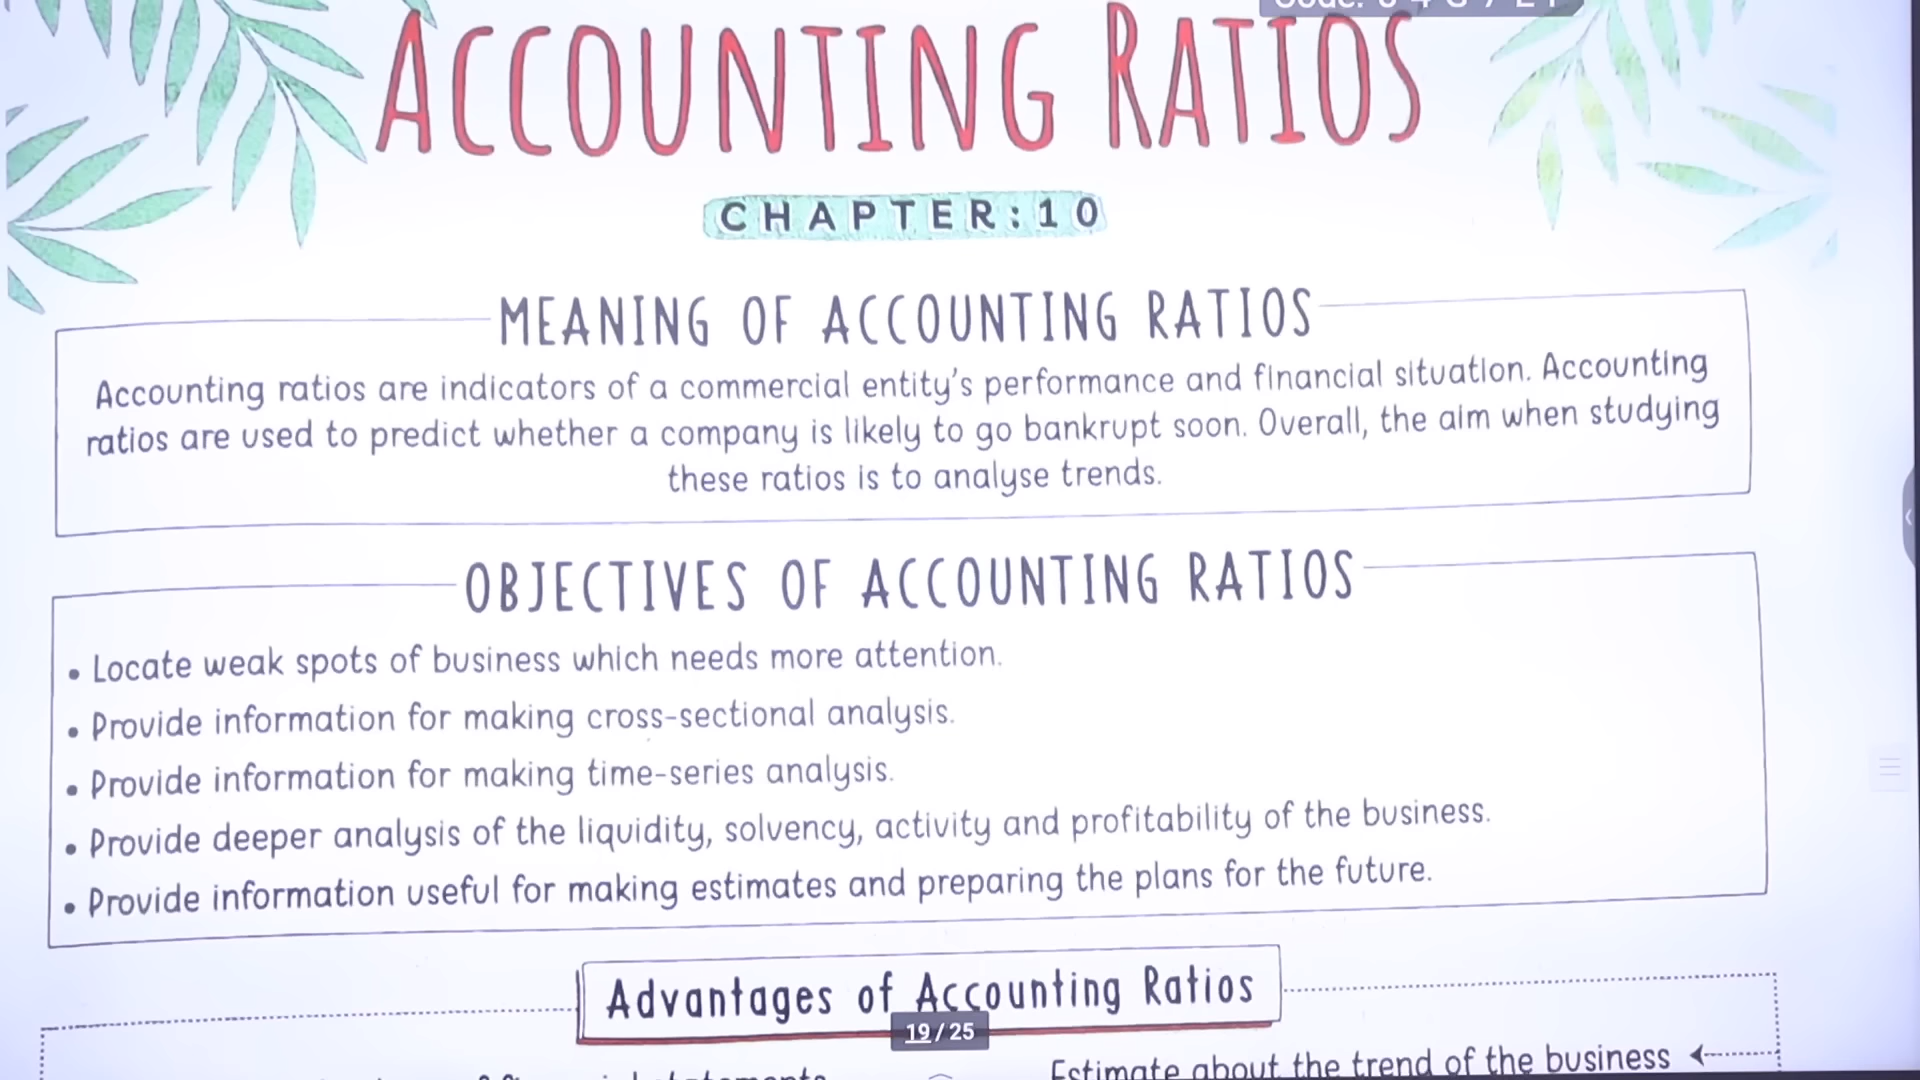 ACCOUNTING RATIOS
CHAPTER:10
MEANING OF ACCOUNTING RATIOS
Accounting ratios are indicators of a commercial entity's performance and financial situation. Accounting
ratios are used to predict whether a company is likely to go bankrupt soon. Overall, the aim when studying
these ratios is to analyse trends.
OBJECTIVES OF ACCOUNTING RATIOS
• Locate weak spots of business which needs more attention.
• Provide information for making cross-sectional analysis.
• Provide information for making time-series analysis.
• Provide deeper analysis of the liquidity, solvency, activity and profitability of the business.
• Provide information useful for making estimates and preparing the plans for the future.
Advantages of Accounting Ratios
19 / 25
Estimate about the trend of the business